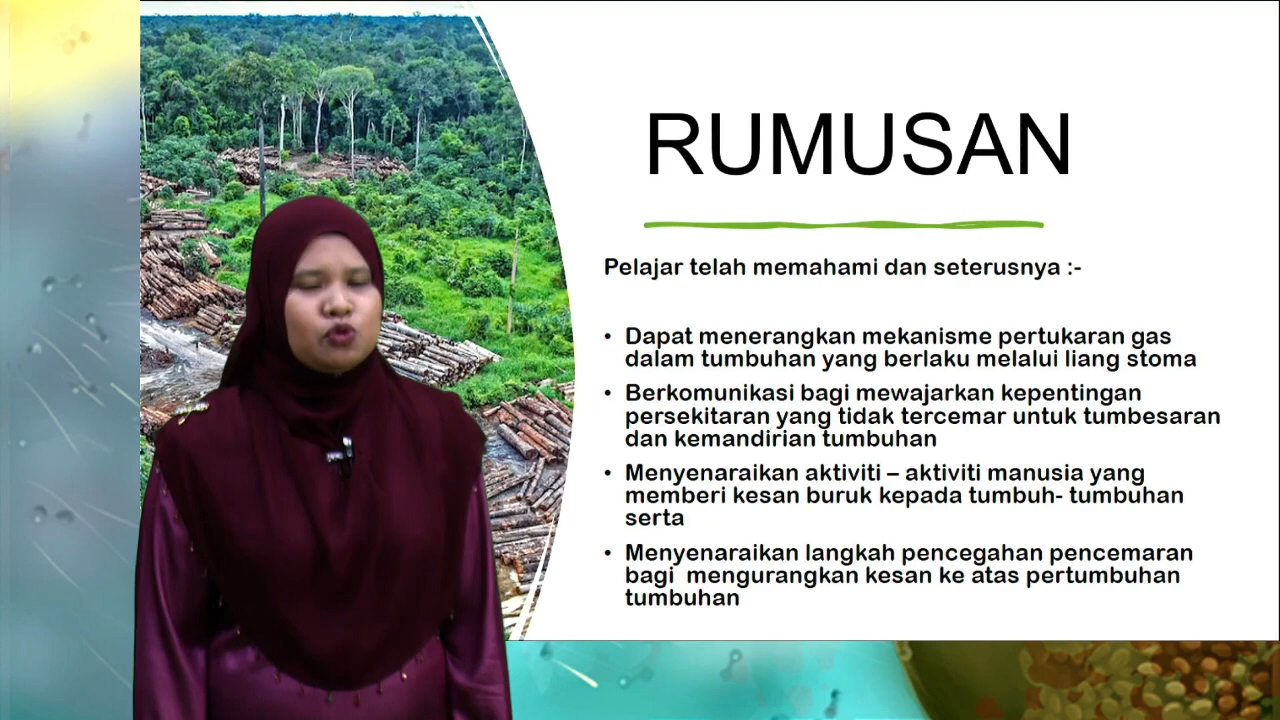 RUMUSAN
Pelajar telah memahami dan seterusnya :-
• Dapat menerangkan mekanisme pertukaran gas
dalam tumbuhan yang berlaku melalui liang stoma
• Berkomunikasi bagi mewajarkan kepentingan
persekitaran yang tidak tercemar untuk tumbesaran
dan kemandirian tumbuhan
• Menyenaraikan aktiviti – aktiviti manusia yang
memberi kesan buruk kepada tumbuh- tumbuhan
serta
• Menyenaraikan langkah pencegahan pencemaran
bagi  mengurangkan kesan ke atas pertumbuhan
tumbuhan